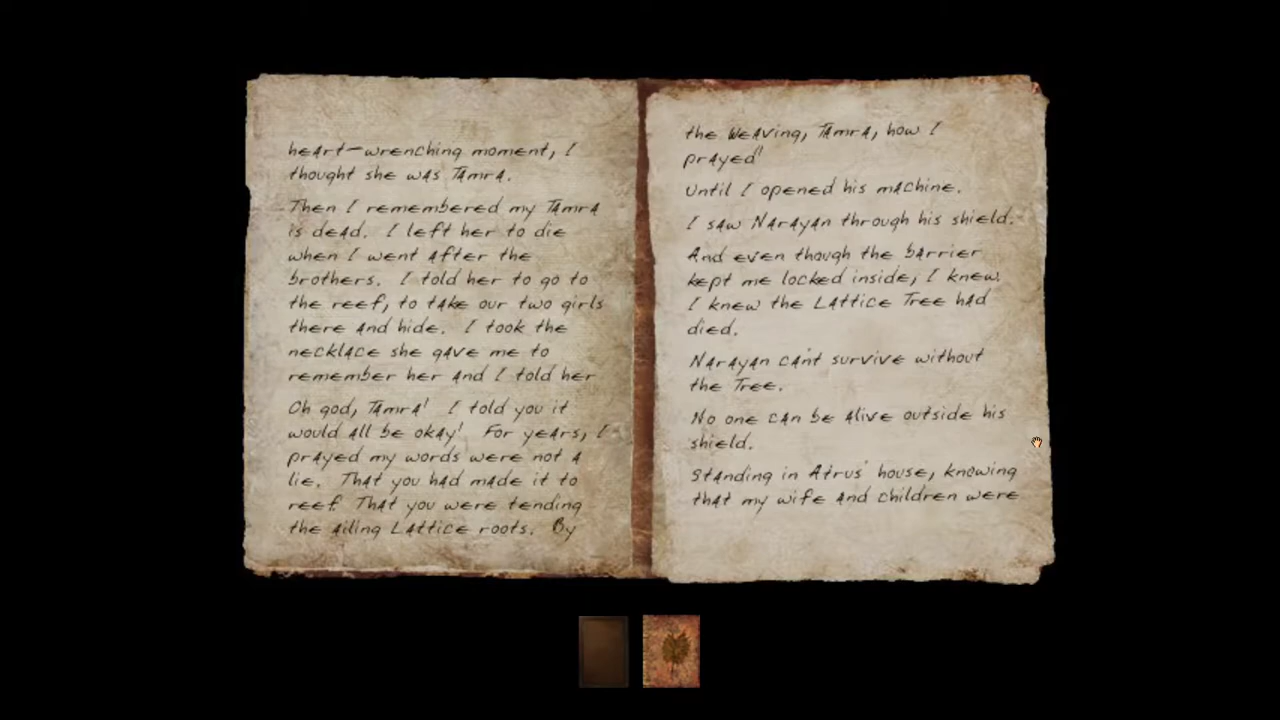 heart-wrenching moment, I
thought she was Tamra.
Then I remembered my Tamra
is dead. I left her to die
when I went after the
brothers. I told her to go to
the reef, to take our two girls
there and hide. I took the
necklace she gave me to
remember her and I told her
Oh god, Tamra! I told you it
would all be okay! For years, I
prayed my words were not a
lie. That you had made it to
reef. That you were tending
the ailing Lattice roots. By
the Weaving, Tamra, how I
prayed!!
Until I opened his machine.
I saw Narayan through his shield.
And even though the barrier
kept me locked inside, I knew.
I knew the Lattice Tree had
died.
Narayan can't survive without
the Tree.
No one can be alive outside his
shield.
Standing in Atrus' house, knowing
that my wife and children were